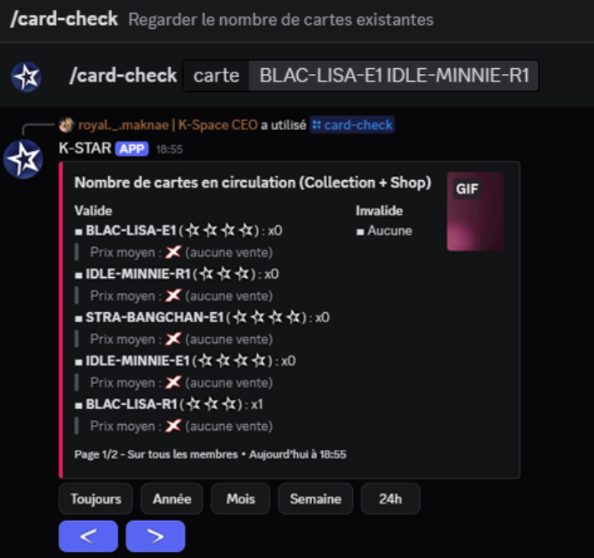 /card-check Regarder le nombre de cartes existantes
/card-check carte BLAC-LISA-E1 IDLE-MINNIE-R1
royal._.maknae | K-Space CEO a utilisé card-check
K-STAR APP 18:55
Nombre de cartes en circulation (Collection + Shop)
GIF
Valide
Invalide
▪ BLAC-LISA-E1 (☆☆☆☆) : x0
▪ Aucune
Prix moyen : ❌ (aucune vente)
▪ IDLE-MINNIE-R1 (☆☆☆) : x0
Prix moyen : ❌ (aucune vente)
▪ STRA-BANGCHAN-E1 (☆☆☆☆) : x0
Prix moyen : ❌ (aucune vente)
▪ IDLE-MINNIE-E1 (☆☆☆☆) : x0
Prix moyen : ❌ (aucune vente)
▪ BLAC-LISA-R1 (☆☆☆) : x1
Prix moyen : ❌ (aucune vente)
Page 1/2 - Sur tous les membres • Aujourd'hui à 18:55
Toujours Année Mois Semaine 24h
< >